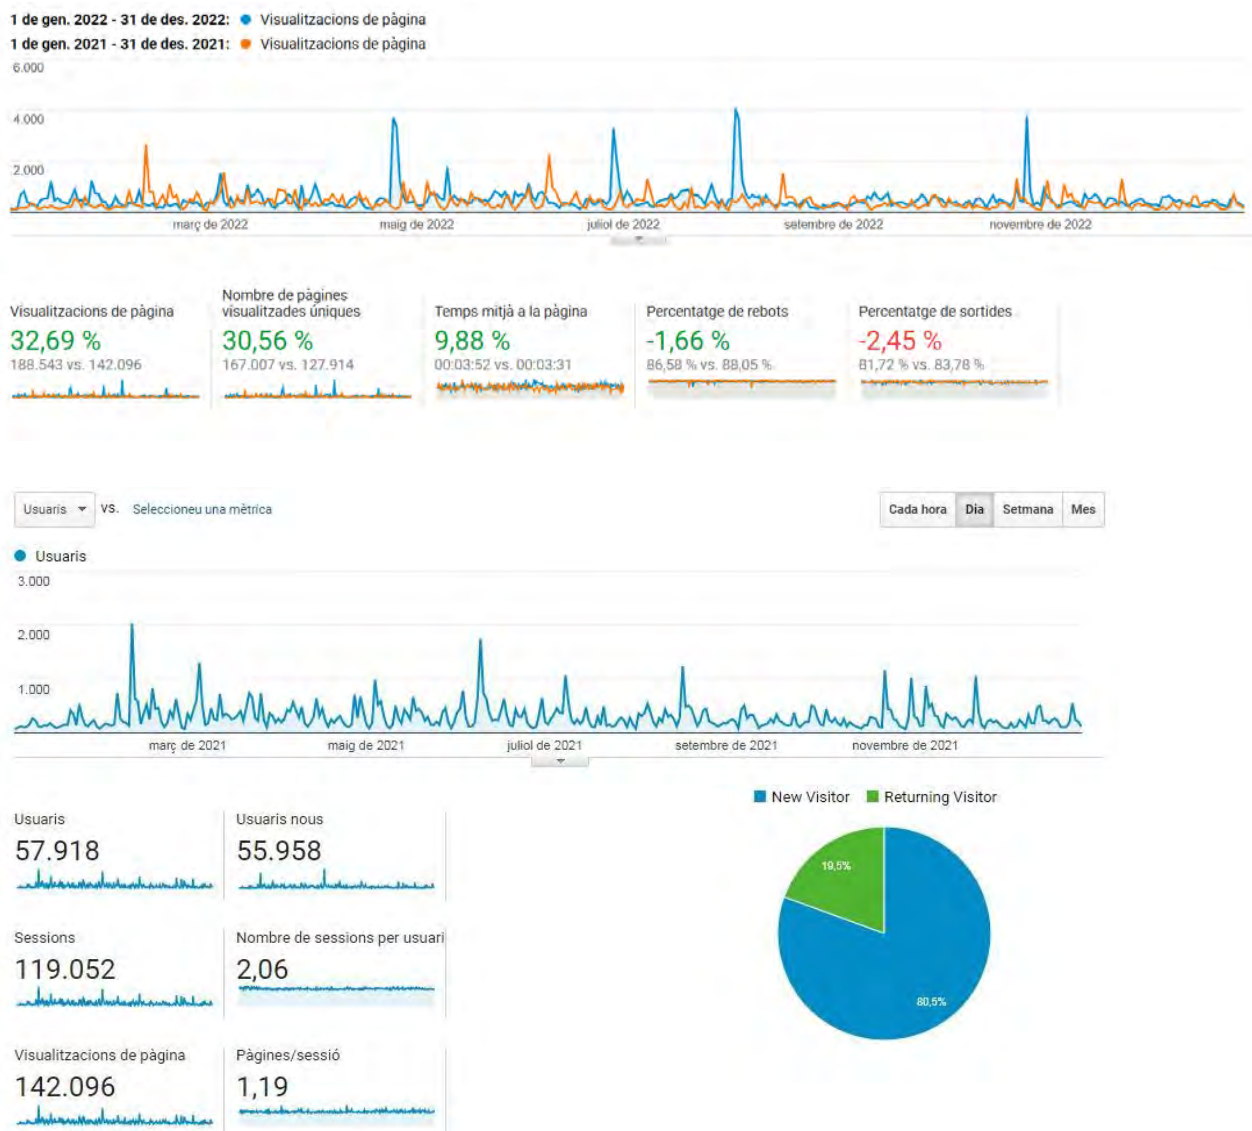 1 de gen. 2022 - 31 de des. 2022: Visualitzacions de pàgina
1 de gen. 2021 - 31 de des. 2021: Visualitzacions de pàgina
6.000
4.000
2.000
març de 2022
maig de 2022
juliol de 2022
setembre de 2022
novembre de 2022
Visualitzacions de pàgina
32,69 %
188.543 vs. 142.096
Nombre de pàgines
visualitzades úniques
30,56 %
167.007 vs. 127.914
Temps mitjà a la pàgina
9,88 %
00:03:52 vs. 00:03:31
Percentatge de rebots
-1,66 %
86,58 % vs. 88,05 %
Percentatge de sortides
-2,45 %
81,72 % vs. 83,78 %
Usuaris vs. Seleccioneu una mètrica
Cada hora Dia Setmana Mes
Usuaris
3.000
2.000
1.000
març de 2021
maig de 2021
juliol de 2021
setembre de 2021
novembre de 2021
New Visitor Returning Visitor
19,5%
80,5%
Usuaris
57.918
Usuaris nous
55.958
Sessions
119.052
Nombre de sessions per usuari
2,06
Visualitzacions de pàgina
142.096
Pàgines/sessió
1,19